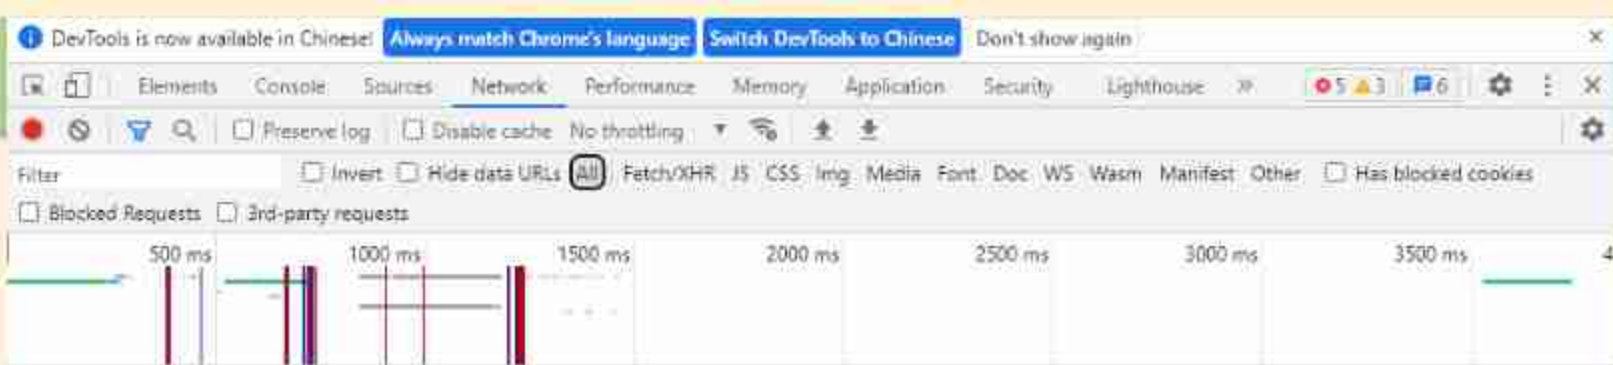 DevTools is now available in Chinese! Always match Chrome's language Switch DevTools to Chinese Don't show again
Elements Console Sources Network Performance Memory Application Security Lighthouse » 5 3 6
Preserve log Disable cache No throttling
Filter Invert Hide data URLs All Fetch/XHR JS CSS Img Media Font Doc WS Wasm Manifest Other Has blocked cookies
Blocked Requests 3rd-party requests
500 ms 1000 ms 1500 ms 2000 ms 2500 ms 3000 ms 3500 ms 4